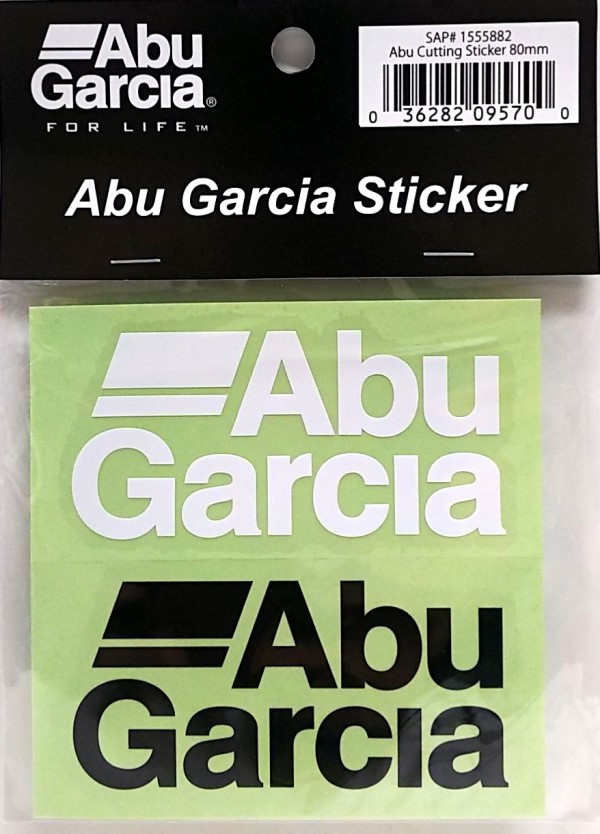 Abu
Garcia®
FOR LIFE™
SAP# 1555882
Abu Cutting Sticker 80mm
0 36282 09570 0
Abu Garcia Sticker
Abu
Garcia
Abu
Garcia